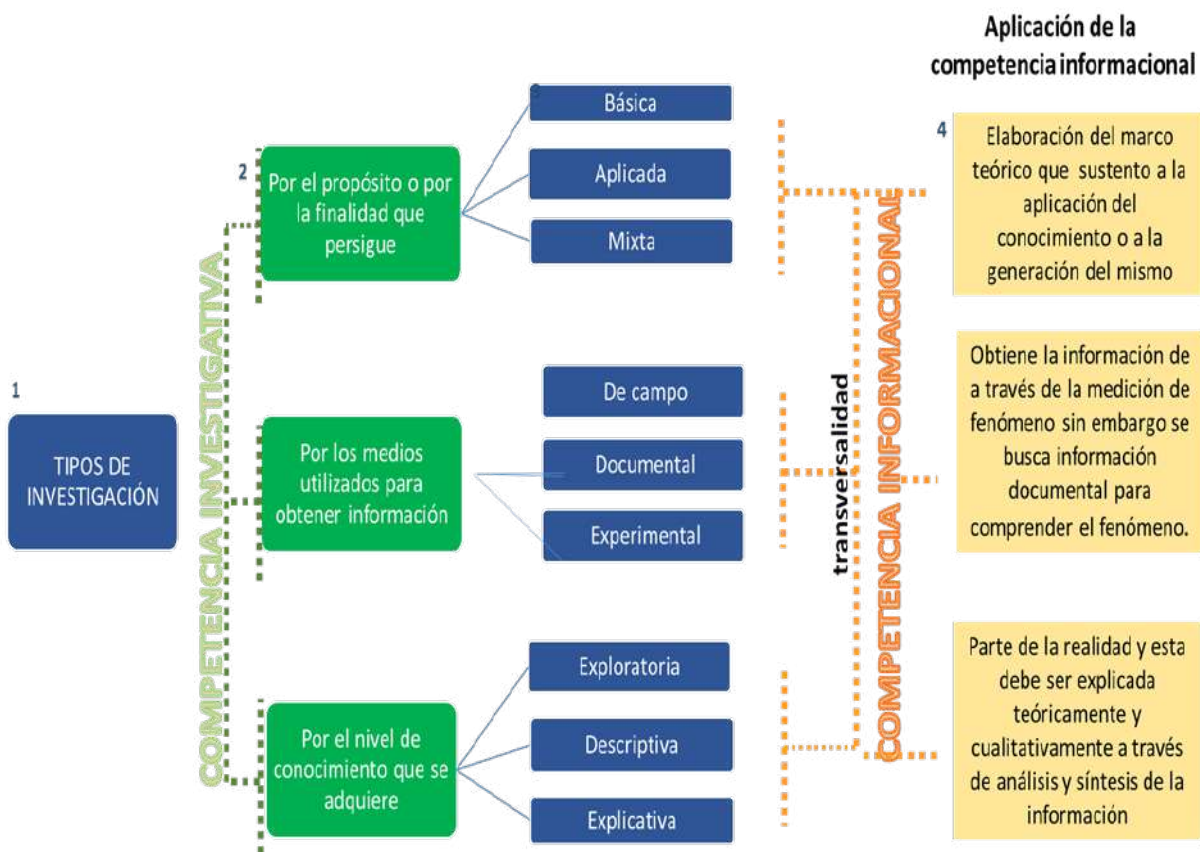 Aplicación de la
competencia informacional
1
TIPOS DE
INVESTIGACIÓN
COMPETENCIA INVESTIGATIVA
2
Por el propósito o por
la finalidad que
persigue
3
Básica
Aplicada
Mixta
Por los medios
utilizados para
obtener información
De campo
Documental
Experimental
Por el nivel de
conocimiento que se
adquiere
Exploratoria
Descriptiva
Explicativa
transversalidad
COMPETENCIA INFORMACIONAL
4
Elaboración del marco
teórico que sustento a la
aplicación del
conocimiento o a la
generación del mismo
Obtiene la información de
a través de la medición de
fenómeno sin embargo se
busca información
documental para
comprender el fenómeno.
Parte de la realidad y esta
debe ser explicada
teóricamente y
cualitativamente a través
de análisis y síntesis de la
información